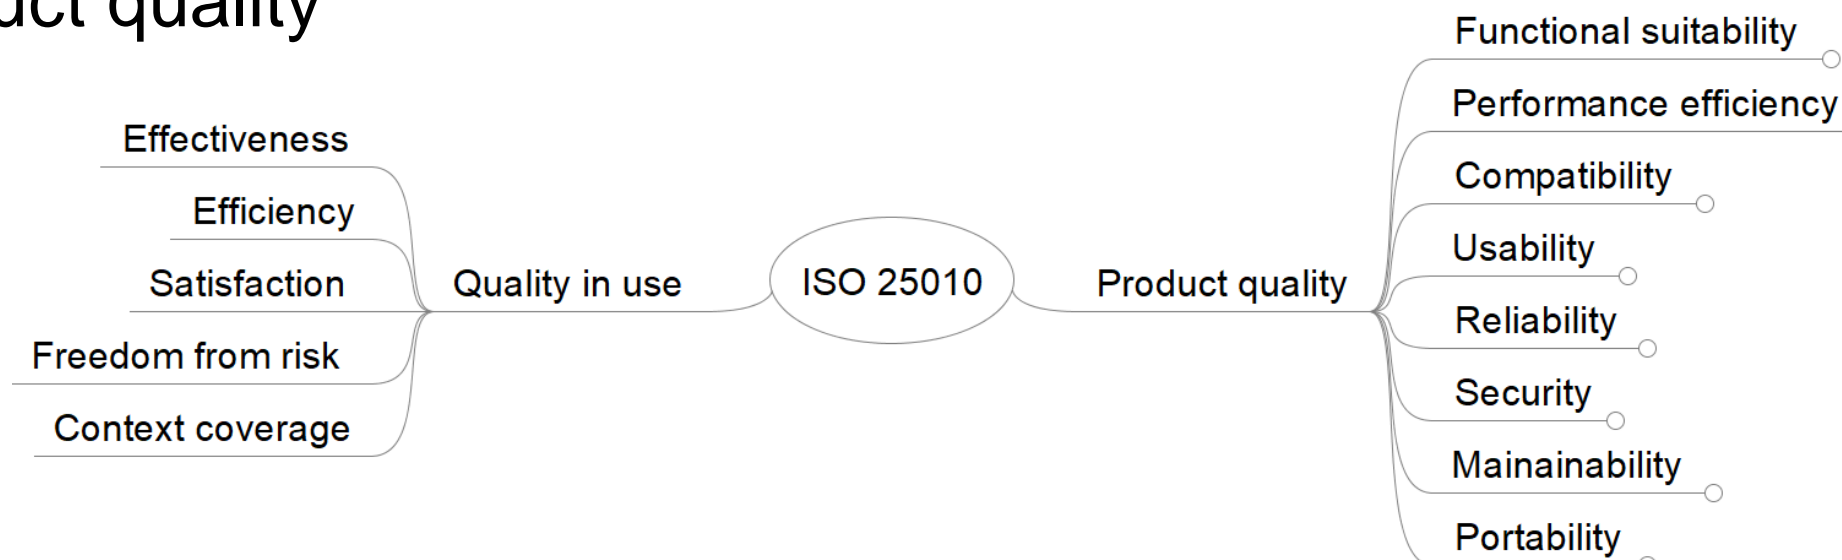 quality
Effectiveness
Efficiency
Satisfaction
Freedom from risk
Context coverage
Quality in use
ISO 25010
Product quality
Functional suitability
Performance efficiency
Compatibility
Usability
Reliability
Security
Mainainability
Portability